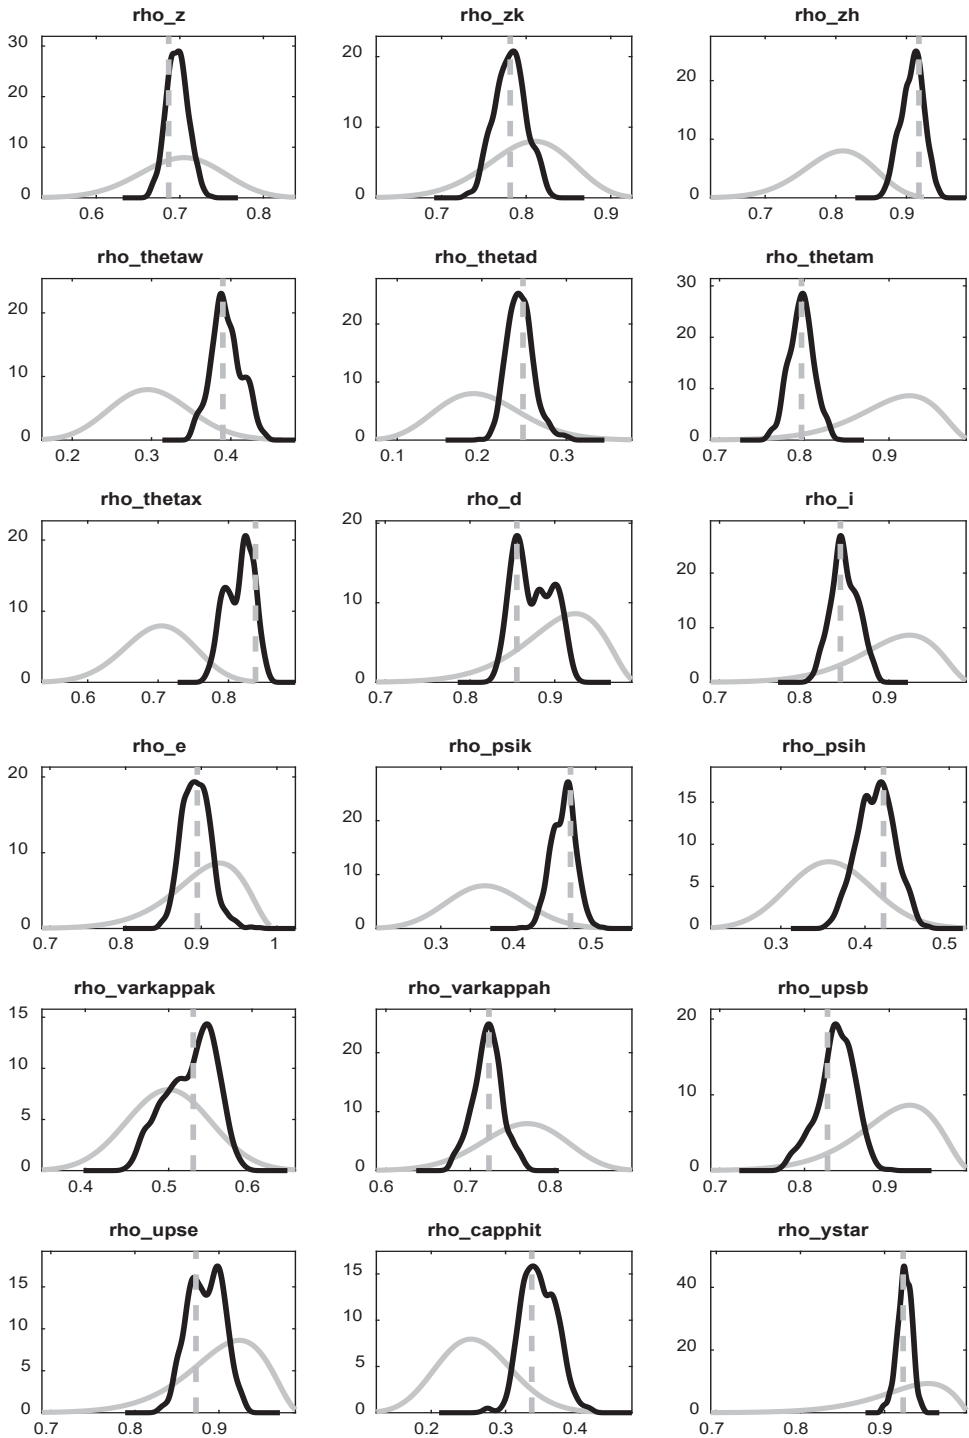 rho_z rho_zk rho_zh
30
20
10
0
0.6 0.7 0.8
20
10
0
0.7 0.8 0.9
20
10
0
0.7 0.8 0.9
rho_thetaw rho_thetad rho_thetam
20
10
0
0.2 0.3 0.4
20
10
0
0.1 0.2 0.3
30
20
10
0
0.7 0.8 0.9
rho_thetax rho_d rho_i
20
10
0
0.6 0.7 0.8
20
10
0
0.7 0.8 0.9
20
10
0
0.7 0.8 0.9
rho_e rho_psik rho_psih
20
10
0
0.7 0.8 0.9 1
20
10
0
0.3 0.4 0.5
15
10
5
0
0.3 0.4 0.5
rho_varkappak rho_varkappah rho_upsb
15
10
5
0
0.4 0.5 0.6
20
10
0
0.6 0.7 0.8
20
10
0
0.7 0.8 0.9
rho_upse rho_capphit rho_ystar
15
10
5
0
0.7 0.8 0.9
15
10
5
0
0.2 0.3 0.4
40
20
0
0.7 0.8 0.9